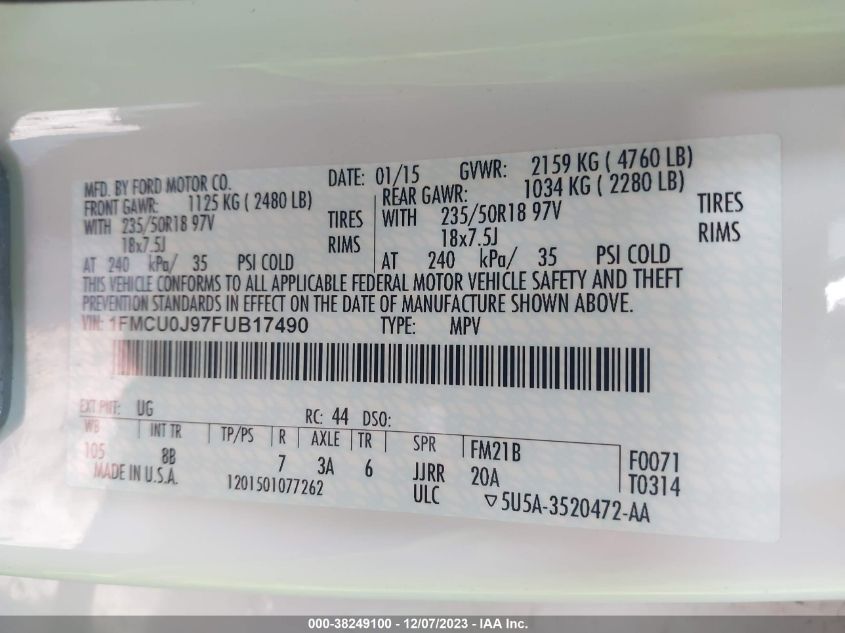 MFD. BY FORD MOTOR CO.
DATE: 01/15 GVWR: 2159 KG ( 4760 LB)
FRONT GAWR: 1125 KG ( 2480 LB)
WITH 235/50R18 97V TIRES
18x7.5J RIMS
AT 240 kPa/ 35 PSI COLD
REAR GAWR: 1034 KG ( 2280 LB)
WITH 235/50R18 97V TIRES
18x7.5J RIMS
AT 240 kPa/ 35 PSI COLD
THIS VEHICLE CONFORMS TO ALL APPLICABLE FEDERAL MOTOR VEHICLE SAFETY AND THEFT
PREVENTION STANDARDS IN EFFECT ON THE DATE OF MANUFACTURE SHOWN ABOVE.
VIN: 1FMCU0J97FUB17490 TYPE: MPV
EXT PNT: UG RC: 44 DSO:
WB INT TR TP/PS R AXLE TR SPR FM21B
105 8B 7 3A 6 JJRR 20A F0071
MADE IN U.S.A. 1201501077262 ULC T0314
▽5U5A-3520472-AA
000-38249100 - 12/07/2023 - IAA Inc.